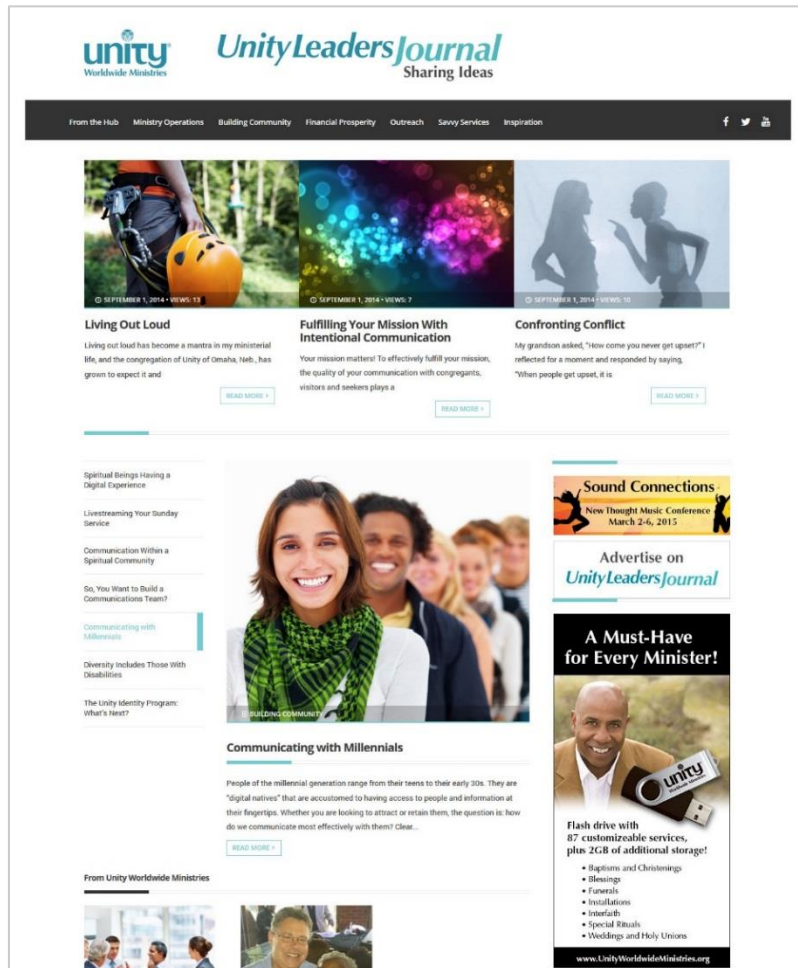 unity
Worldwide Ministries
UnityLeadersJournal
Sharing Ideas
From the Hub Ministry Operations Building Community Financial Prosperity Outreach Savvy Services Inspiration
SEPTEMBER 1, 2014 • VIEWS: 13
SEPTEMBER 1, 2014 • VIEWS: 7
SEPTEMBER 1, 2014 • VIEWS: 10
Living Out Loud
Living out loud has become a mantra in my ministerial
life, and the congregation of Unity of Omaha, Neb., has
grown to expect it and
READ MORE >
Fulfilling Your Mission With
Intentional Communication
Your mission matters! To effectively fulfill your mission,
the quality of your communication with congregants,
visitors and seekers plays a
READ MORE >
Confronting Conflict
My grandson asked, "How come you never get upset?" I
reflected for a moment and responded by saying,
"When people get upset, it is
READ MORE >
Spiritual Beings Having a
Digital Experience
Livestreaming Your Sunday
Service
Communication Within a
Spiritual Community
So, You Want to Build a
Communications Team?
Communicating with
Millennials
Diversity Includes Those With
Disabilities
The Unity Identity Program:
What's Next?
BUILDING COMMUNITY
Communicating with Millennials
People of the millennial generation range from their teens to their early 30s. They are
"digital natives" that are accustomed to having access to people and information at
their fingertips. Whether you are looking to attract or retain them, the question is: how
do we communicate most effectively with them? Clear...
READ MORE >
Sound Connections
New Thought Music Conference
March 2-6, 2015
Advertise on
UnityLeadersJournal
A Must-Have
for Every Minister!
unity
Worldwide Ministries
Flash drive with
87 customizeable services,
plus 2GB of additional storage!
• Baptisms and Christenings
• Blessings
• Funerals
• Installations
• Interfaith
• Special Rituals
• Weddings and Holy Unions
www.UnityWorldwideMinistries.org
From Unity Worldwide Ministries